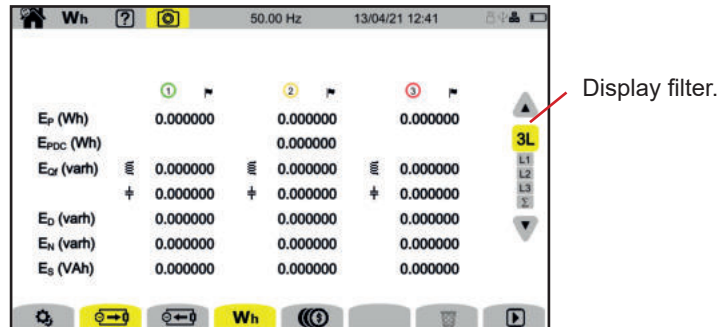 Wh ? 50.00 Hz 13/04/21 12:41
1 2 3
Display filter.
EP (Wh) 0.000000 0.000000 0.000000
EPDC (Wh) 0.000000
3L
EQf (varh) 0.000000 0.000000 0.000000
L1
L2
L3
Σ
0.000000 0.000000 0.000000
ED (varh) 0.000000 0.000000 0.000000
EN (varh) 0.000000 0.000000 0.000000
ES (VAh) 0.000000 0.000000 0.000000
Wh